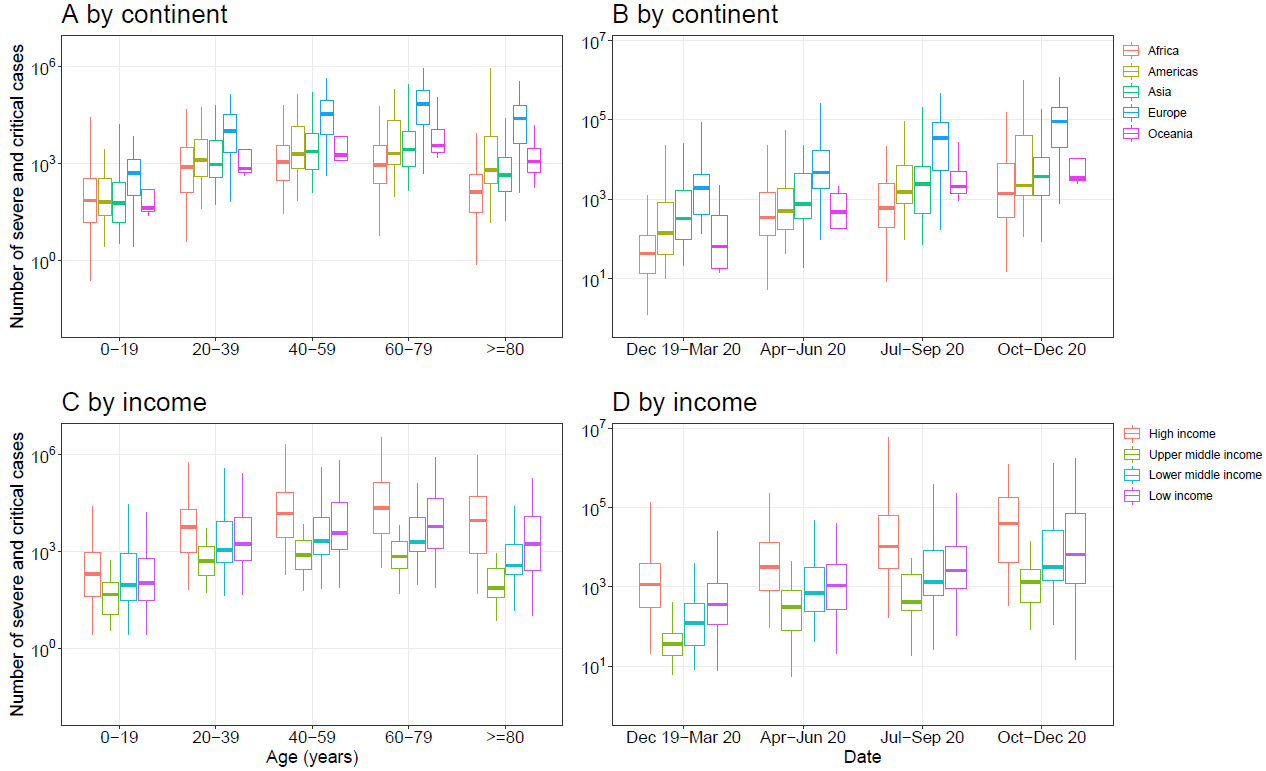 A by continent
B by continent
Number of severe and critical cases
10^6
10^3
10^0
0−19
20−39
40−59
60−79
>=80
10^7
10^5
10^3
10^1
Dec 19−Mar 20
Apr−Jun 20
Jul−Sep 20
Oct−Dec 20
Africa
Americas
Asia
Europe
Oceania
C by income
D by income
Number of severe and critical cases
10^6
10^3
10^0
0−19
20−39
40−59
60−79
>=80
Age (years)
10^7
10^5
10^3
10^1
Dec 19−Mar 20
Apr−Jun 20
Jul−Sep 20
Oct−Dec 20
Date
High income
Upper middle income
Lower middle income
Low income